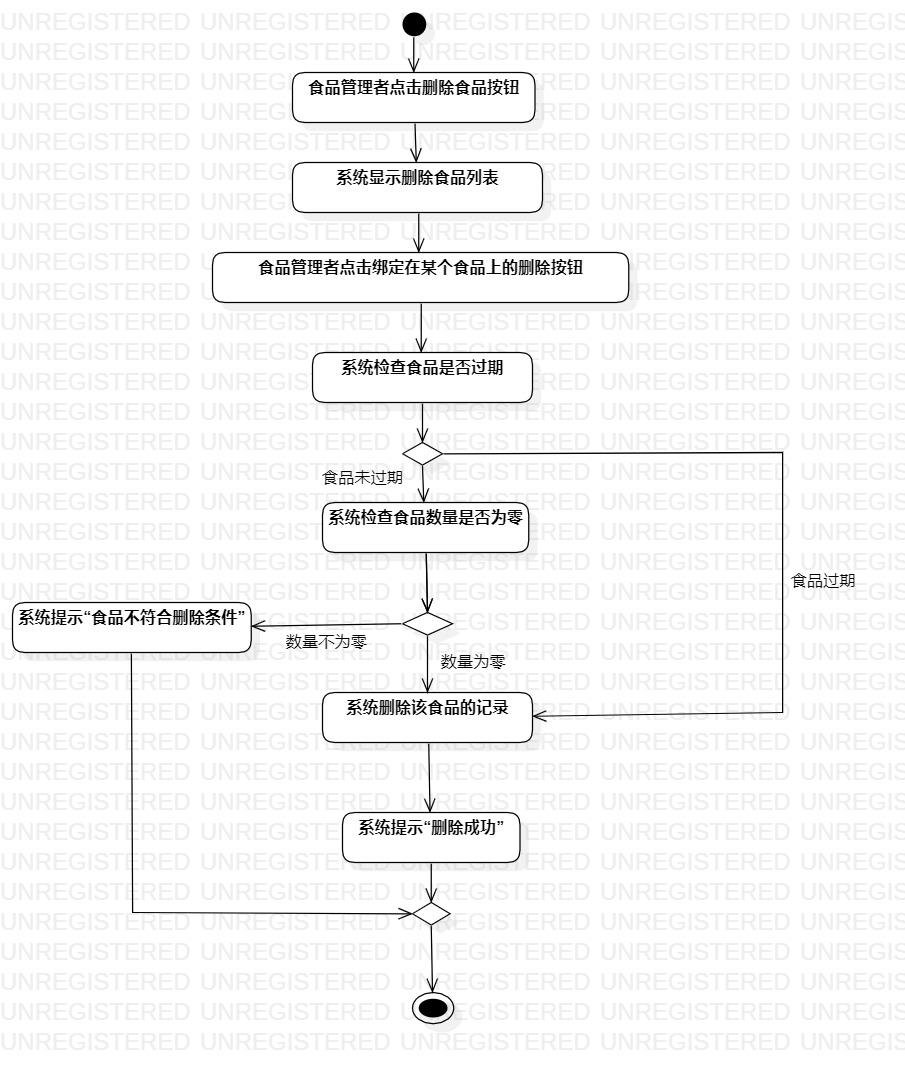 食品管理者点击删除食品按钮
系统显示删除食品列表
食品管理者点击绑定在某个食品上的删除按钮
系统检查食品是否过期
食品未过期
系统检查食品数量是否为零
食品过期
系统提示“食品不符合删除条件”
数量不为零
数量为零
系统删除该食品的记录
系统提示“删除成功”
UNREGISTERED